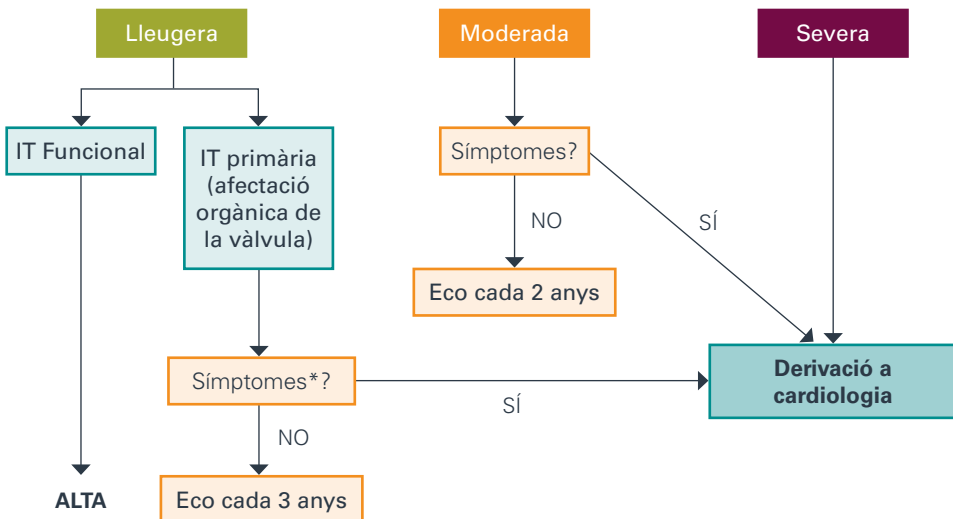 Lleugera
Moderada
Severa
IT Funcional
IT primària
(afectació
orgànica de
la vàlvula)
Símptomes?
NO
SÍ
Eco cada 2 anys
Símptomes*?
SÍ
Derivació a
cardiologia
NO
ALTA
Eco cada 3 anys